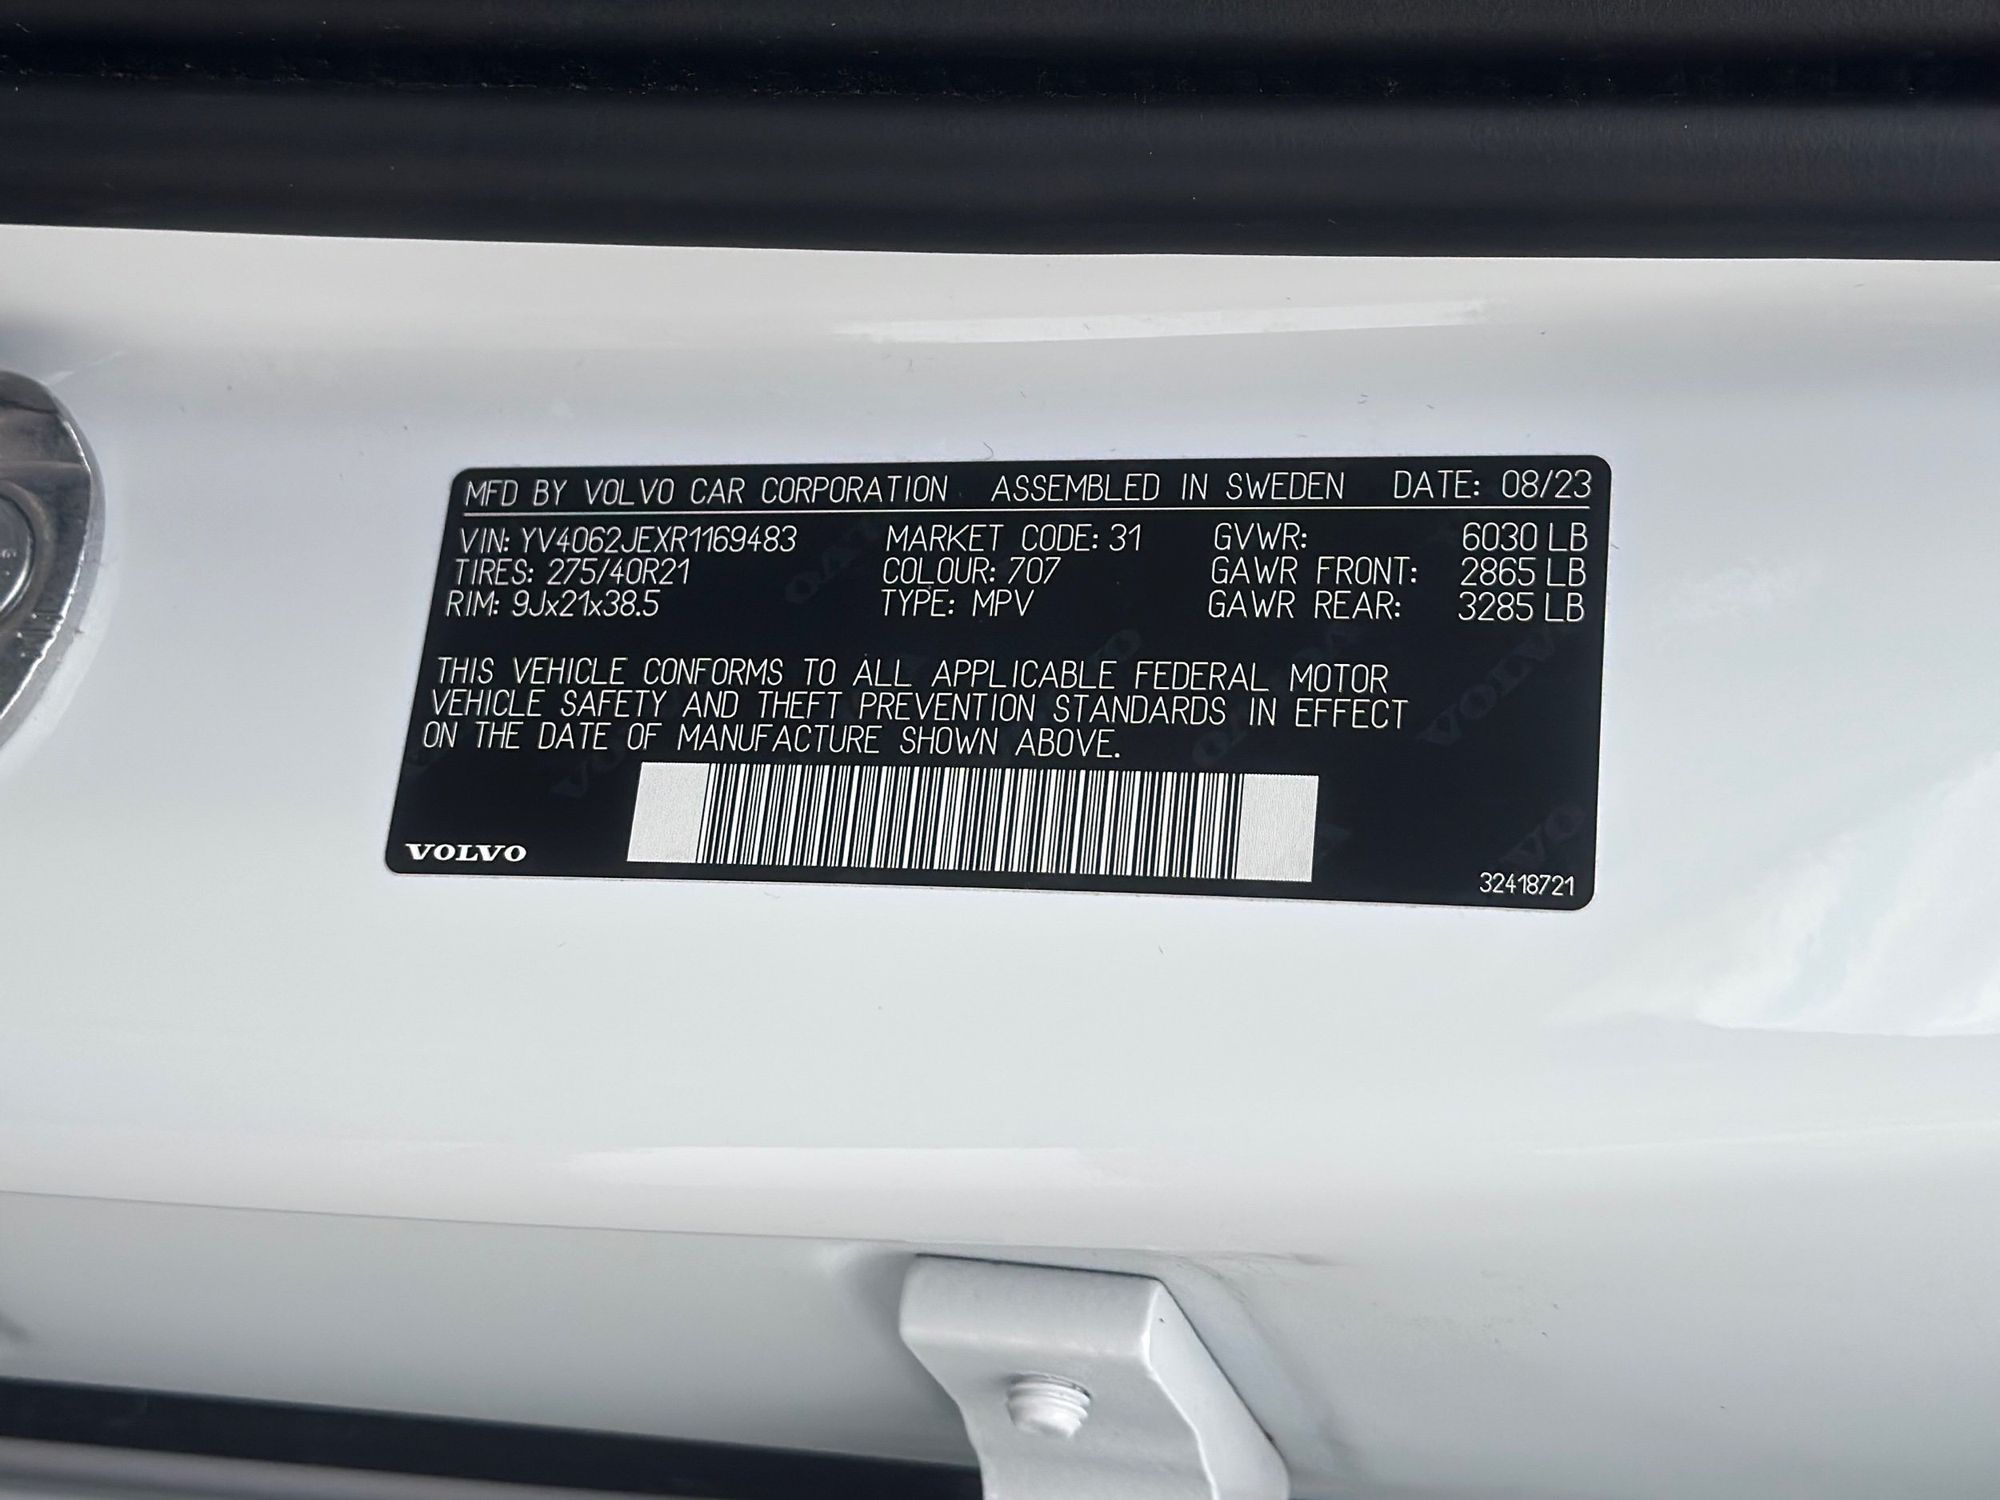 MFD BY VOLVO CAR CORPORATION ASSEMBLED IN SWEDEN DATE: 08/23
VIN: YV4062JEXR1169483 MARKET CODE: 31 GVWR: 6030 LB
TIRES: 275/40R21 COLOUR: 707 GAWR FRONT: 2865 LB
RIM: 9Jx21x38.5 TYPE: MPV GAWR REAR: 3285 LB
THIS VEHICLE CONFORMS TO ALL APPLICABLE FEDERAL MOTOR
VEHICLE SAFETY AND THEFT PREVENTION STANDARDS IN EFFECT
ON THE DATE OF MANUFACTURE SHOWN ABOVE.
VOLVO
32418721